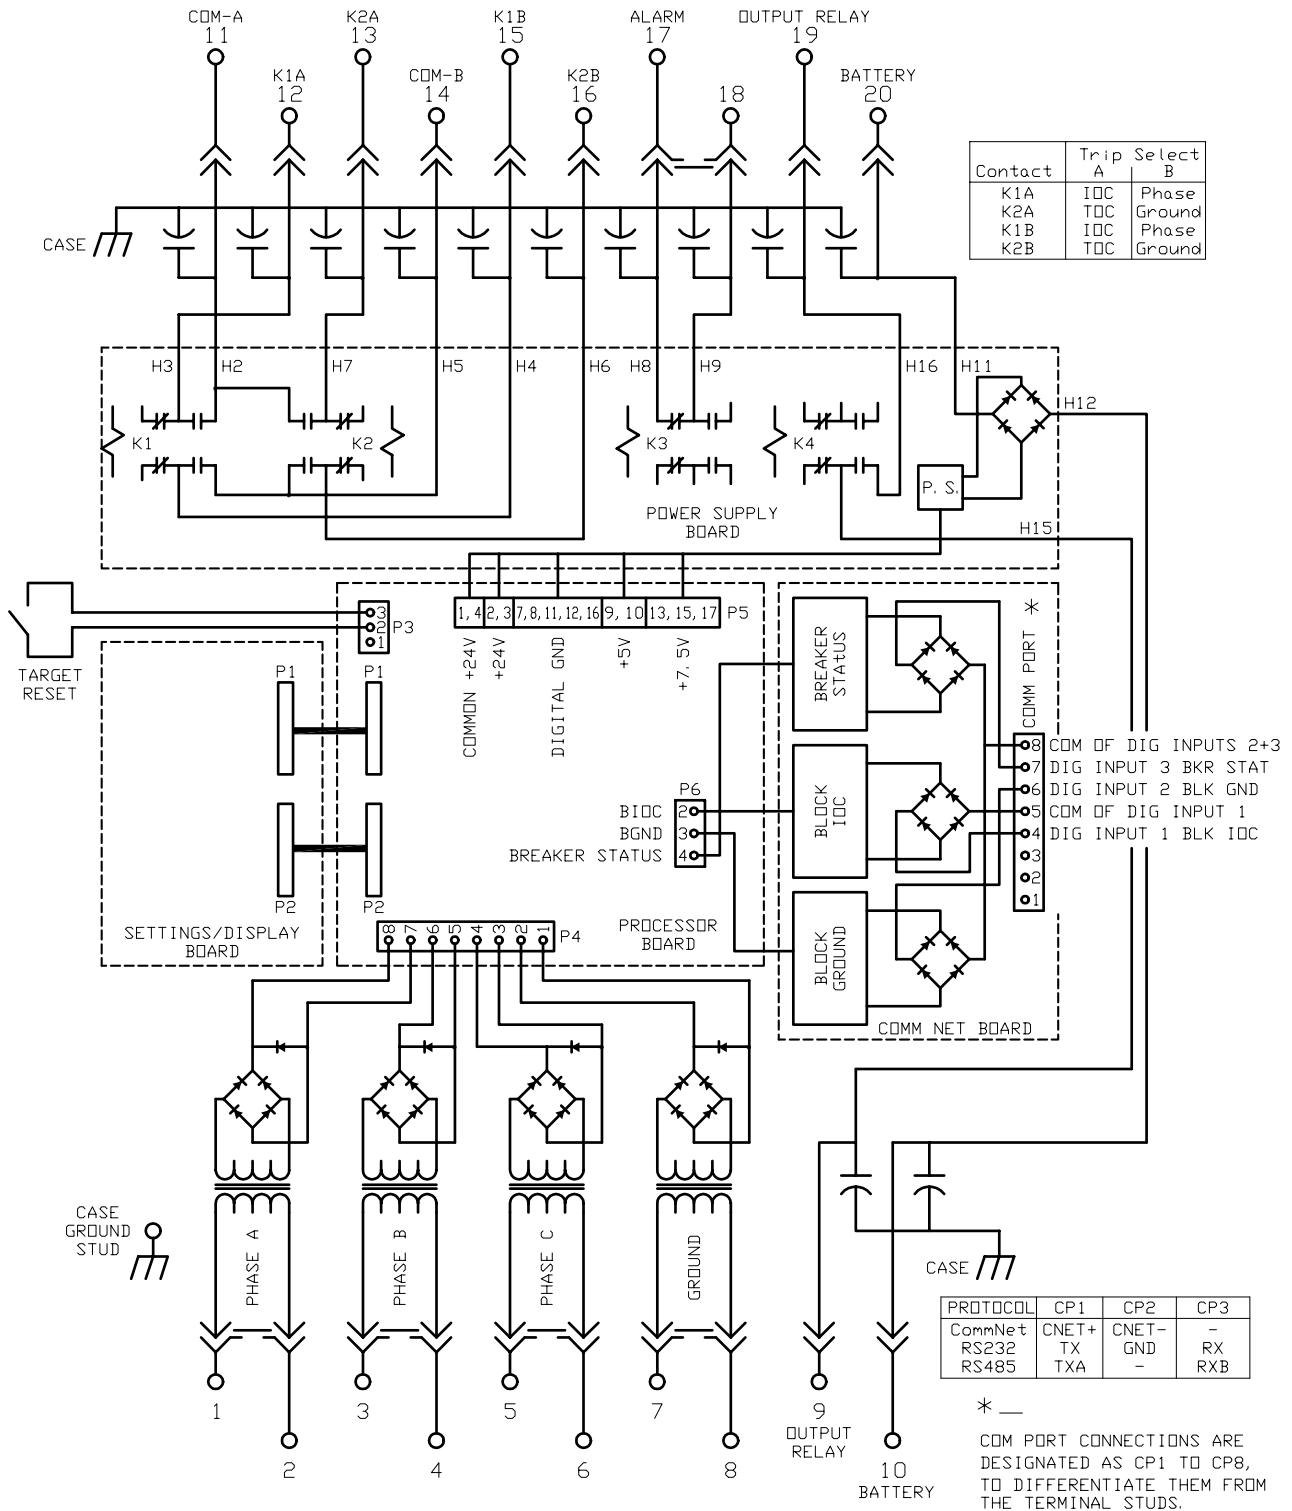 COM-A
11
K2A
13
K1B
15
ALARM
17
OUTPUT RELAY
19
K1A
12
COM-B
14
K2B
16
18
BATTERY
20
Contact Trip Select
A B
K1A IOC Phase
K2A TOC Ground
K1B IOC Phase
K2B TOC Ground
CASE
H3
H2
H7
H5
H4
H6
H8
H9
H16
H11
H12
K1
K2
K3
K4
P. S.
POWER SUPPLY
BOARD
H15
TARGET
RESET
3
2
1
P3
1, 4
2, 3
7, 8, 11, 12, 16
9, 10
13, 15, 17
P5
COMMON +24V
+24V
DIGITAL GND
+5V
+7.5V
P1
P1
P2
P2
SETTINGS/DISPLAY
BOARD
P6
BIOC 2
BGND 3
BREAKER STATUS 4
PROCESSOR
BOARD
8 7 6 5 4 3 2 1
P4
BREAKER
STAtUS
BLOCK
IOC
BLOCK
GROUND
COMM NET BOARD
*
COMM PORT
8 COM OF DIG INPUTS 2+3
7 DIG INPUT 3 BKR STAT
6 DIG INPUT 2 BLK GND
5 COM OF DIG INPUT 1
4 DIG INPUT 1 BLK IOC
3
2
1
CASE
GROUND
STUD
PHASE A
PHASE B
PHASE C
GROUND
CASE
PROTOCOL CP1 CP2 CP3
CommNet CNET+ CNET- -
RS232 TX GND RX
RS485 TXA - RXB
1
2
3
4
5
6
7
8
9
OUTPUT
RELAY
10
BATTERY
* __
COM PORT CONNECTIONS ARE
DESIGNATED AS CP1 TO CP8,
TO DIFFERENTIATE THEM FROM
THE TERMINAL STUDS.